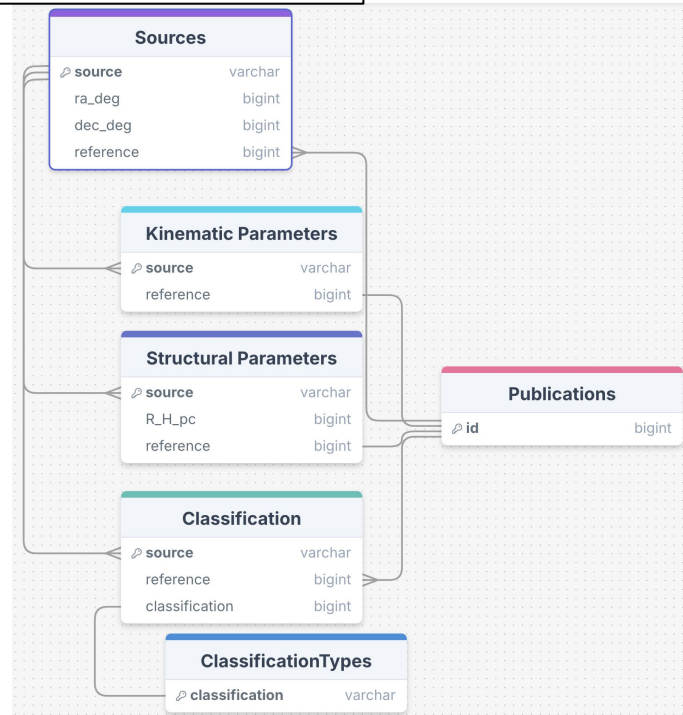 Sources
source varchar
ra_deg bigint
dec_deg bigint
reference bigint
Kinematic Parameters
source varchar
reference bigint
Structural Parameters
source varchar
R_H_pc bigint
reference bigint
Publications
id bigint
Classification
source varchar
reference bigint
classification bigint
ClassificationTypes
classification varchar